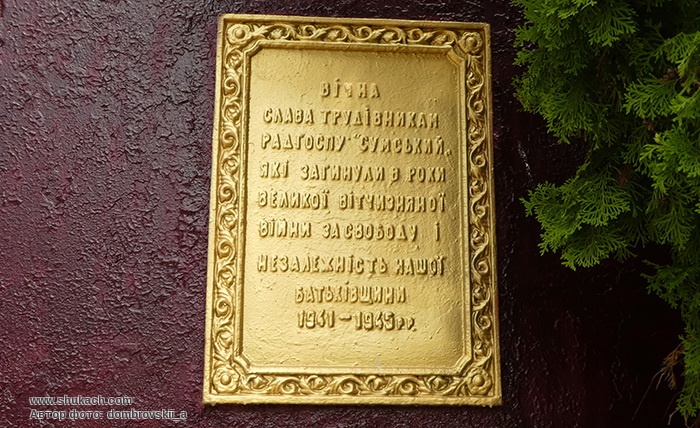 ВІЧНА
СЛАВА ТРУДІВНИКАМ
РАДГОСПУ "СУМСЬКИЙ"
ЯКІ ЗАГИНУЛИ В РОКИ
ВЕЛИКОЇ ВІТЧИЗНЯНОЇ
ВІЙНИ ЗА СВОБОДУ І
НЕЗАЛЕЖНІСТЬ НАШОЇ
БАТЬКІВЩИНИ
1941-1945 РР.
www.shukach.com
Автор фото: dombrovskii_a